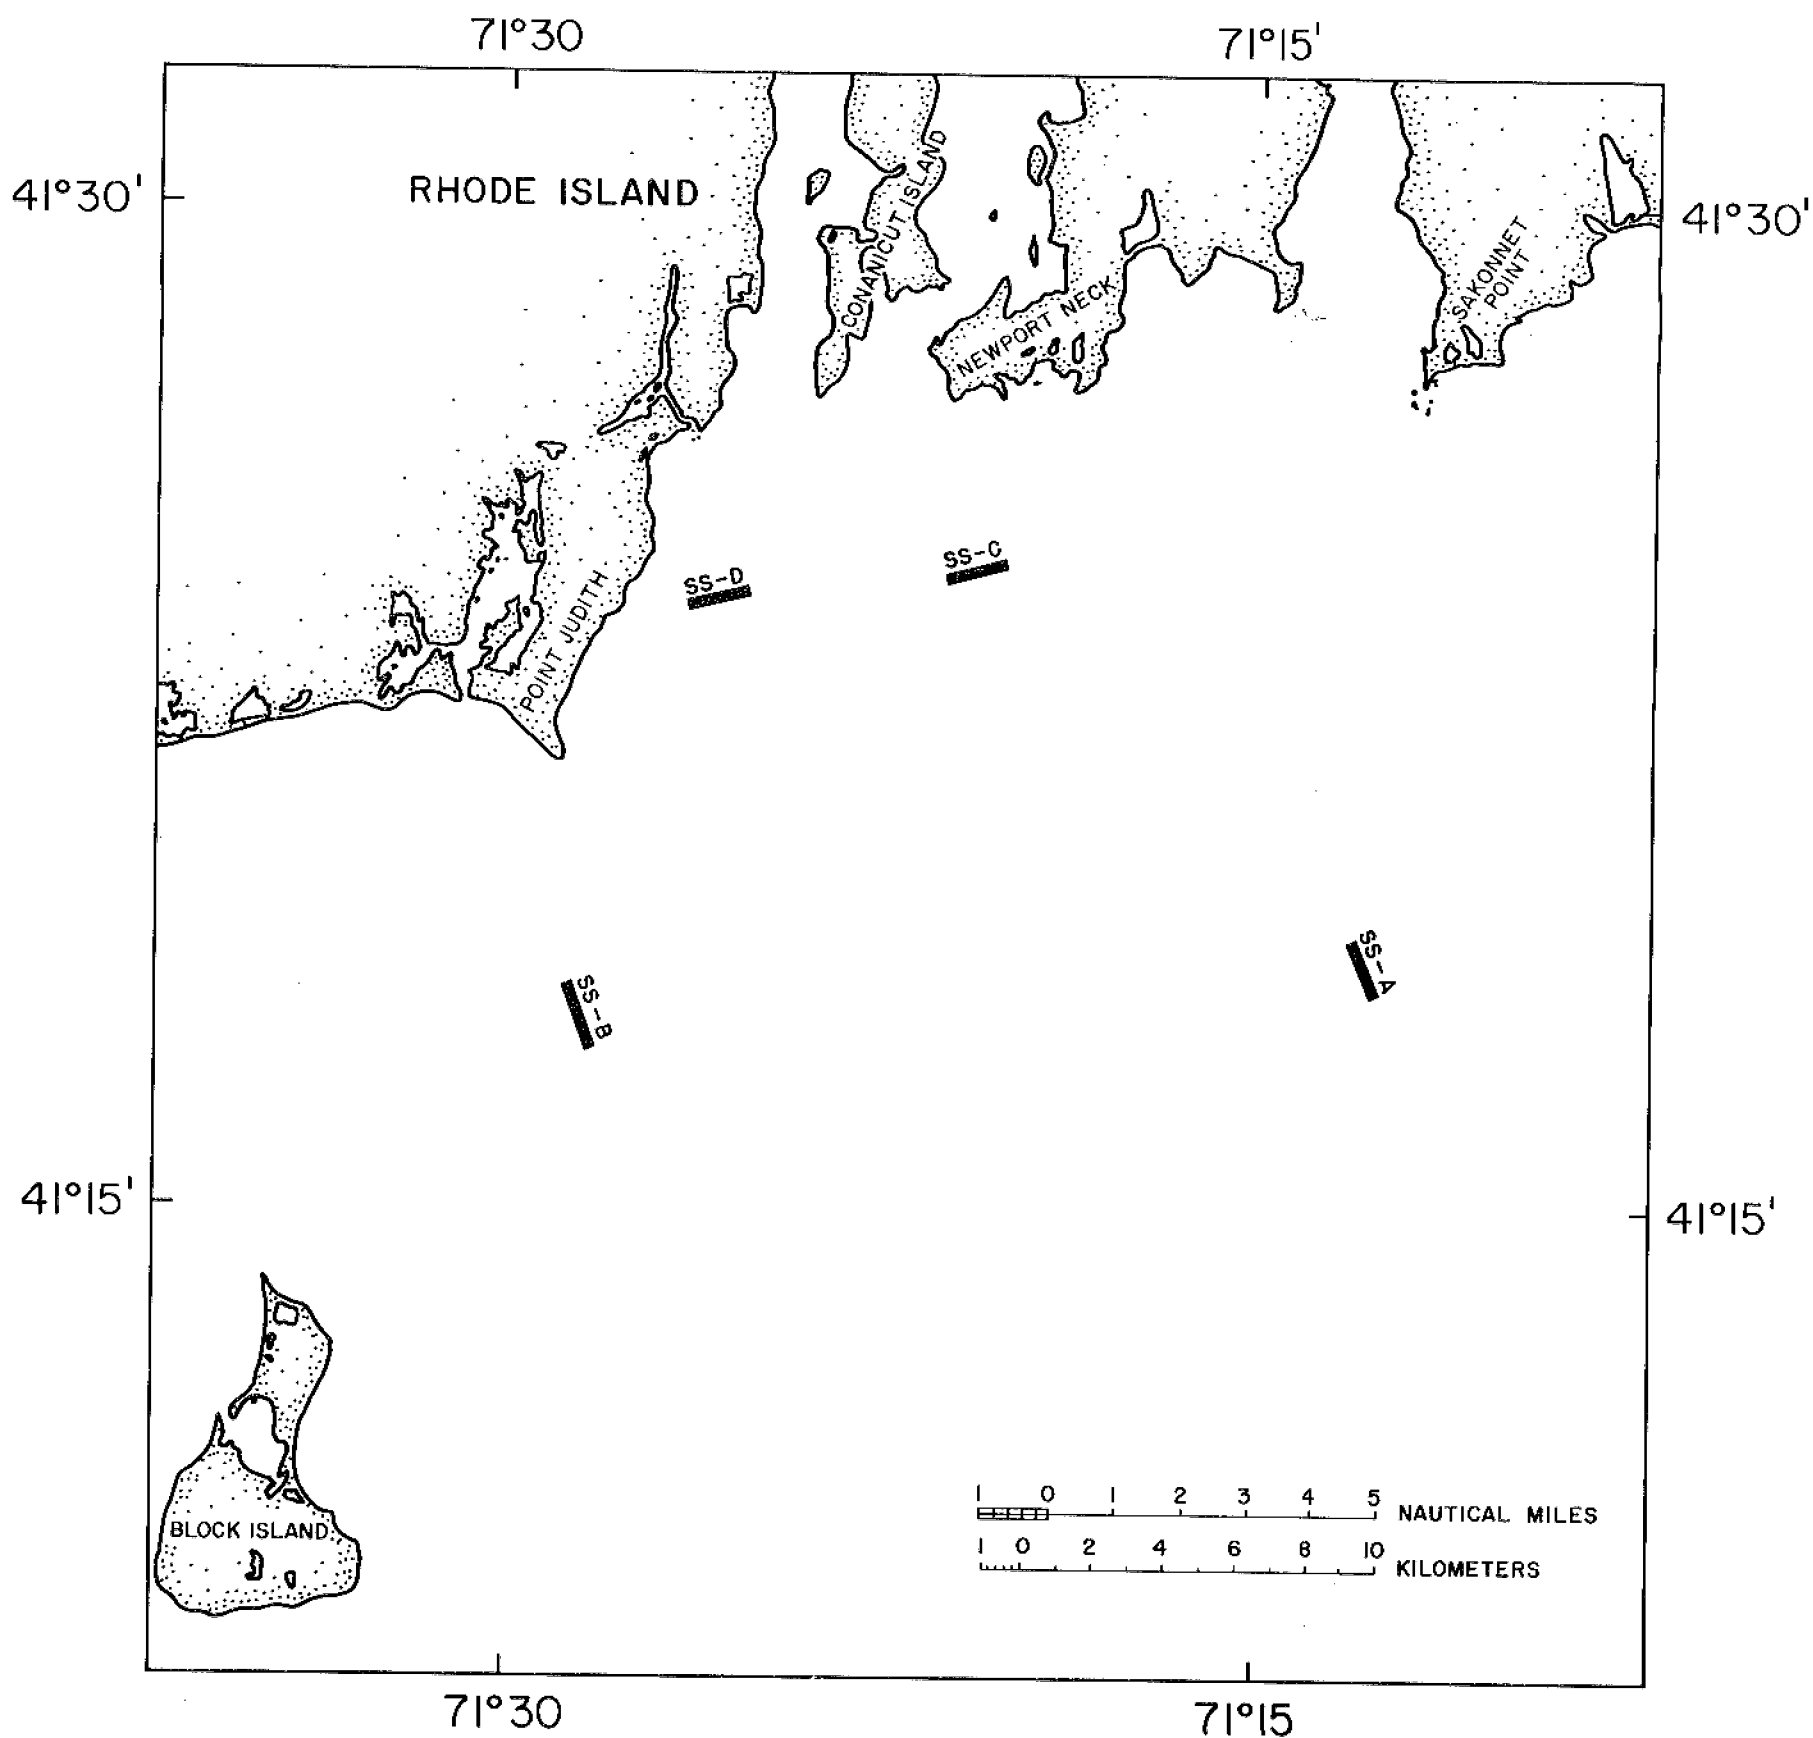 71°30
71°15'
41°30'
RHODE ISLAND
CONANICUT ISLAND
NEWPORT NECK
SAKONNET
POINT
41°30'
SS-C
SS-D
POINT JUDITH
SS-A
SS-B
41°15'
41°15'
BLOCK ISLAND
1 0 1 2 3 4 5 NAUTICAL MILES
1 0 2 4 6 8 10 KILOMETERS
71°30
71°15